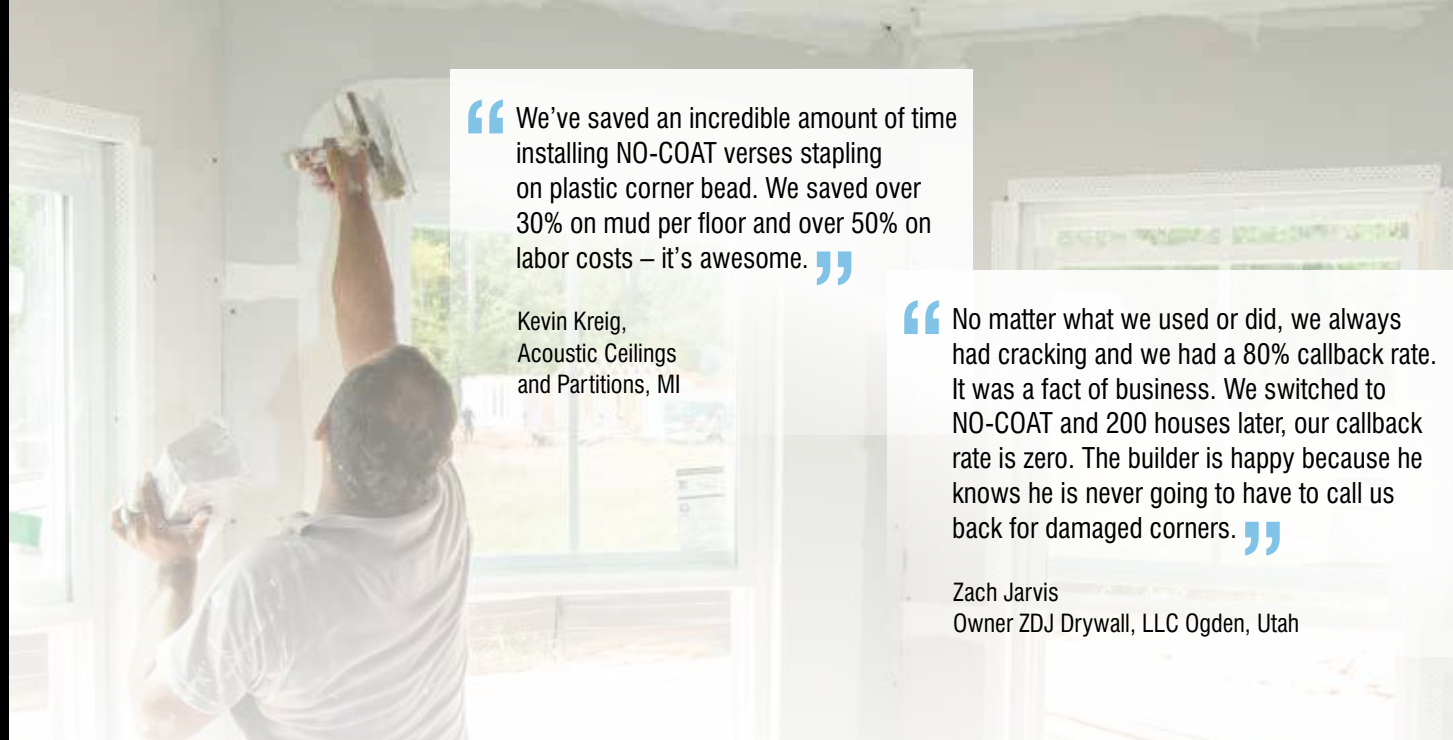 “ We’ve saved an incredible amount of time
installing NO-COAT verses stapling
on plastic corner bead. We saved over
30% on mud per floor and over 50% on
labor costs – it’s awesome. ”
Kevin Kreig,
Acoustic Ceilings
and Partitions, MI
“ No matter what we used or did, we always
had cracking and we had a 80% callback rate.
It was a fact of business. We switched to
NO-COAT and 200 houses later, our callback
rate is zero. The builder is happy because he
knows he is never going to have to call us
back for damaged corners. ”
Zach Jarvis
Owner ZDJ Drywall, LLC Ogden, Utah